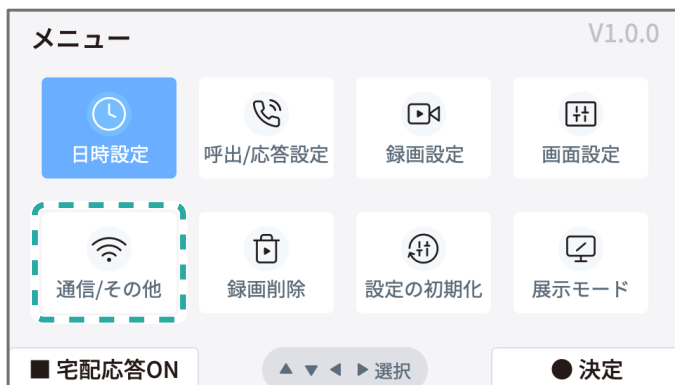 メニュー
V1.0.0
日時設定
呼出/応答設定
録画設定
画面設定
通信/その他
録画削除
設定の初期化
展示モード
■ 宅配応答ON
▲ ▼ ◀ ▶ 選択
● 決定